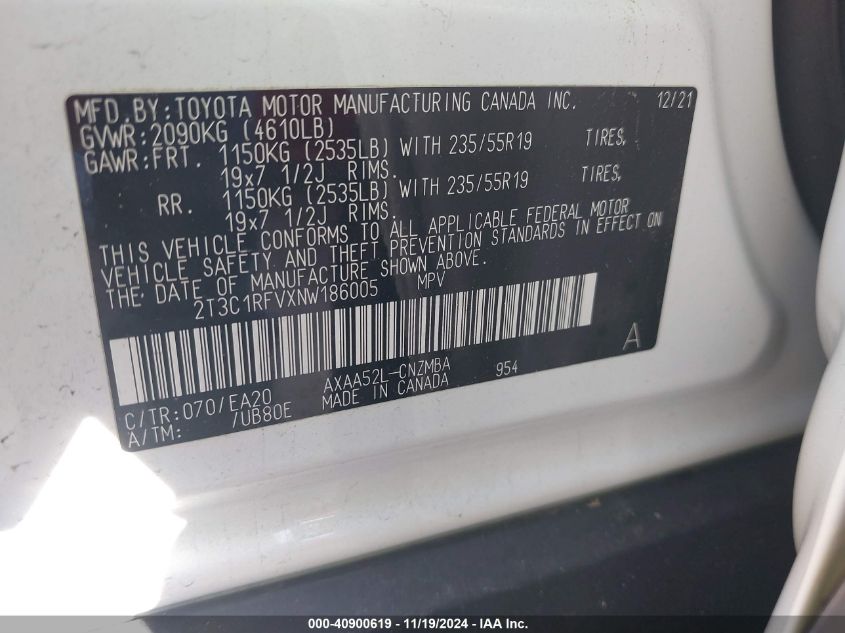 MFD.BY:TOYOTA MOTOR MANUFACTURING CANADA INC. 12/21
GVWR:2090KG (4610LB)
GAWR:FRT. 1150KG (2535LB) WITH 235/55R19 TIRES,
19x7 1/2J RIMS.
RR. 1150KG (2535LB) WITH 235/55R19 TIRES,
19x7 1/2J RIMS.
THIS VEHICLE CONFORMS TO ALL APPLICABLE FEDERAL MOTOR
VEHICLE SAFETY AND THEFT PREVENTION STANDARDS IN EFFECT ON
THE DATE OF MANUFACTURE SHOWN ABOVE.
2T3C1RFVXNW186005 MPV
A
C/TR:070/EA20 AXAA52L-CNZMBA 954
A/TM: /UB80E MADE IN CANADA
000-40900619 - 11/19/2024 - IAA Inc.